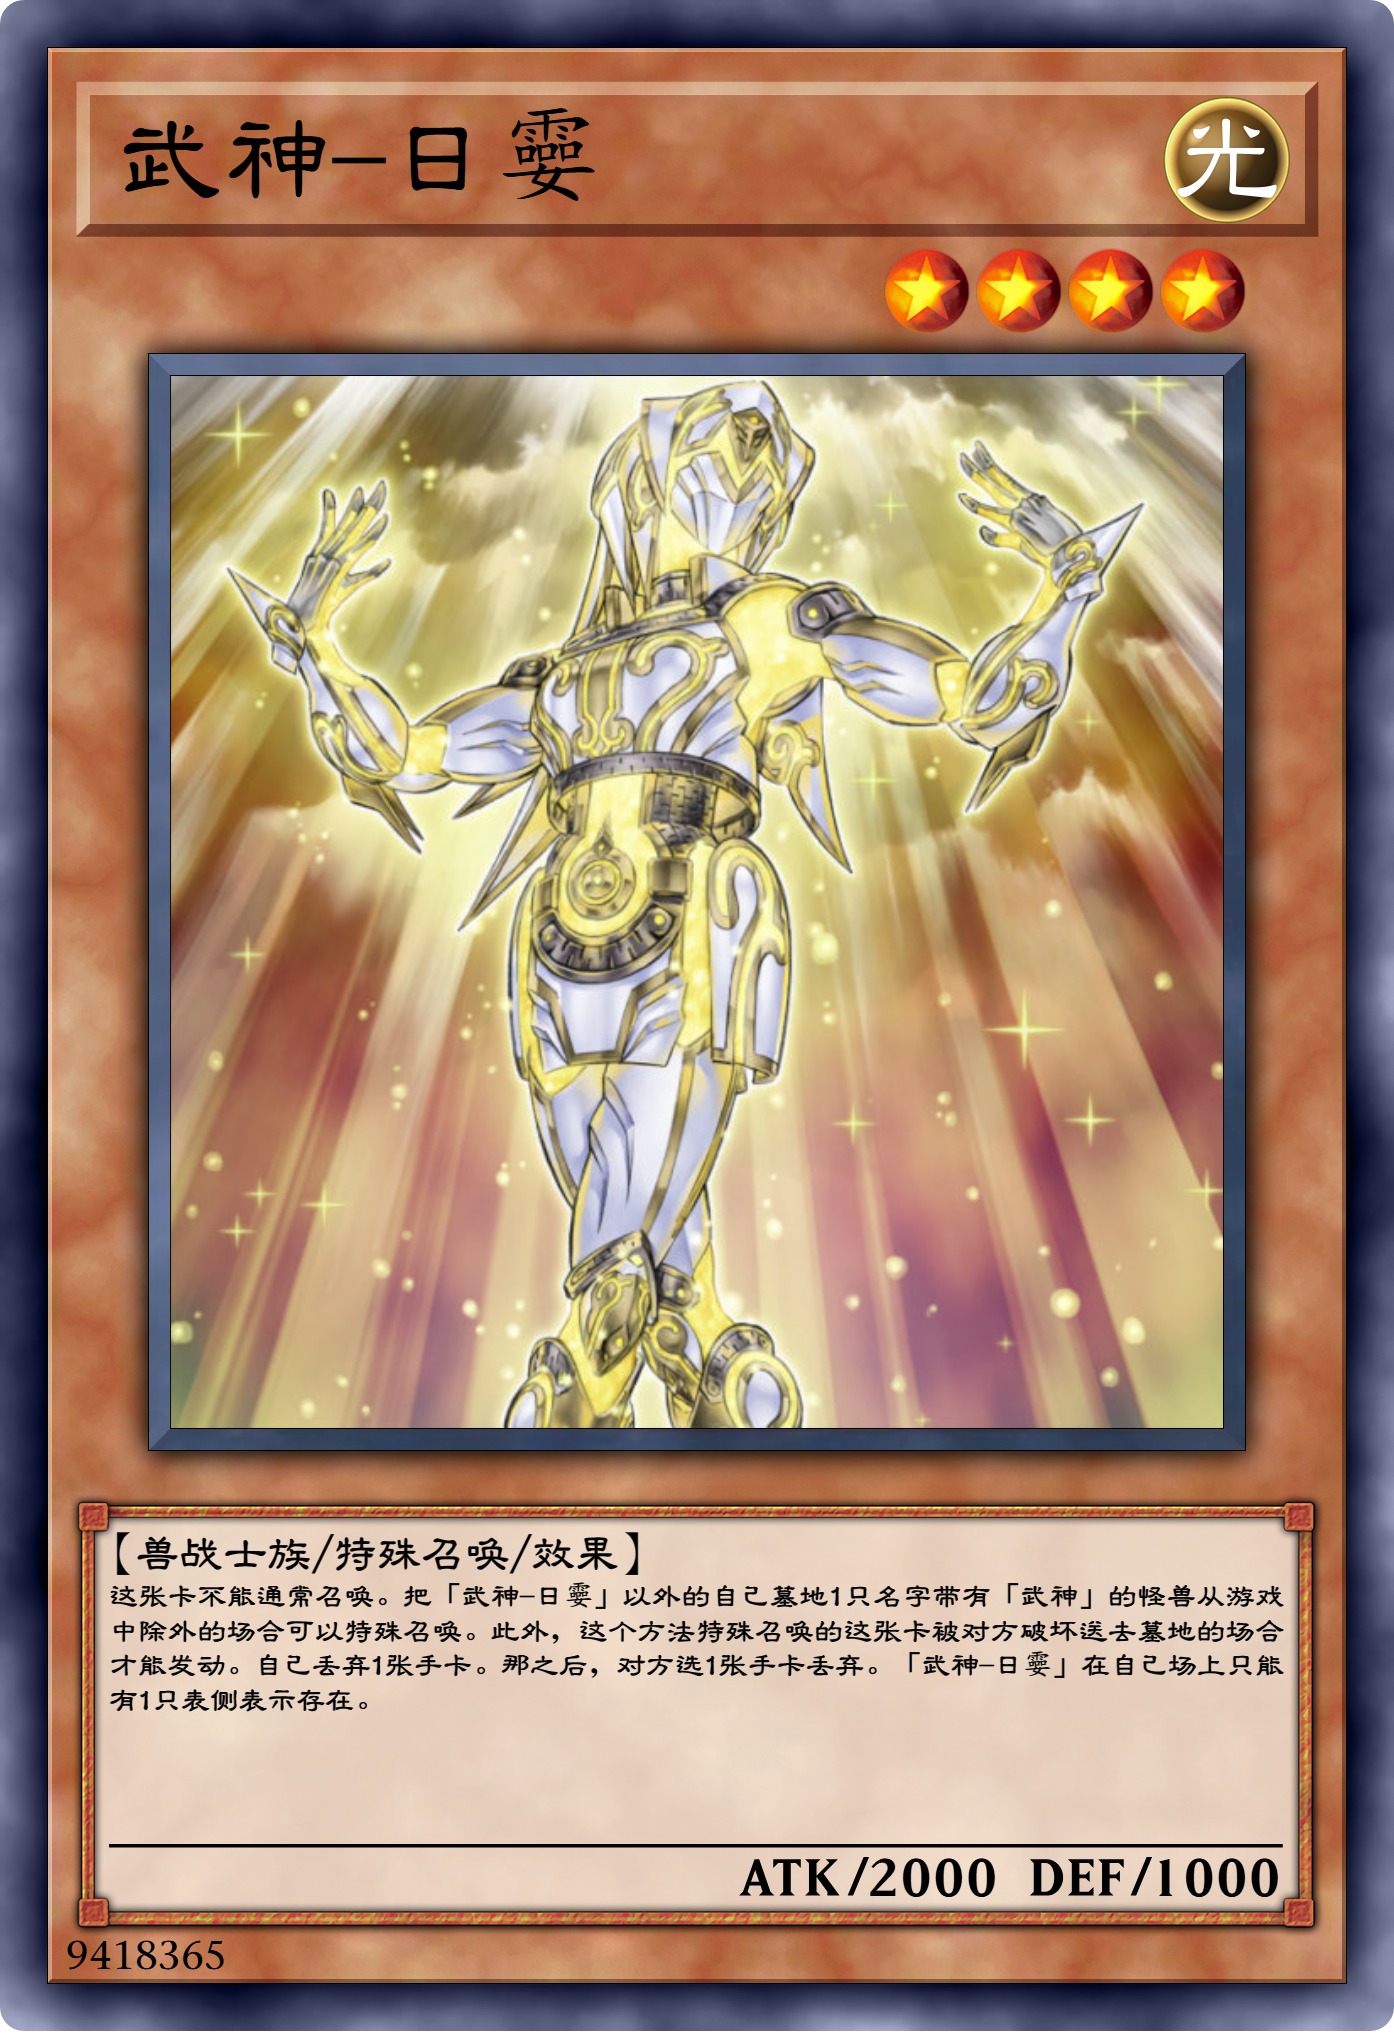 武神-日孁
光
【兽战士族/特殊召唤/效果】
这张卡不能通常召唤。把「武神-日孁」以外的自己墓地1只名字带有「武神」的怪兽从游戏
中除外的场合可以特殊召唤。此外，这个方法特殊召唤的这张卡被对方破坏送去墓地的场合
才能发动。自己丢弃1张手卡。那之后，对方选1张手卡丢弃。「武神-日孁」在自己场上只能
有1只表侧表示存在。
ATK/2000 DEF/1000
9418365